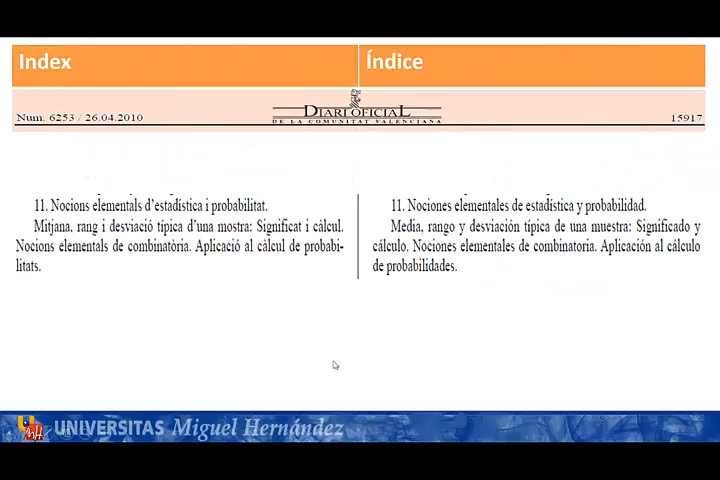 Index
Índice
Num. 6253 / 26.04.2010
DIARI OFICIAL
DE LA COMUNITAT VALENCIANA
15917
11. Nocions elementals d’estadística i probabilitat.
Mitjana, rang i desviació típica d’una mostra: Significat i càlcul.
Nocions elementals de combinatòria. Aplicació al càlcul de probabi-
litats.
11. Nociones elementales de estadística y probabilidad.
Media, rango y desviación típica de una muestra: Significado y
cálculo. Nociones elementales de combinatoria. Aplicación al cálculo
de probabilidades.
UNIVERSITAS Miguel Hernández